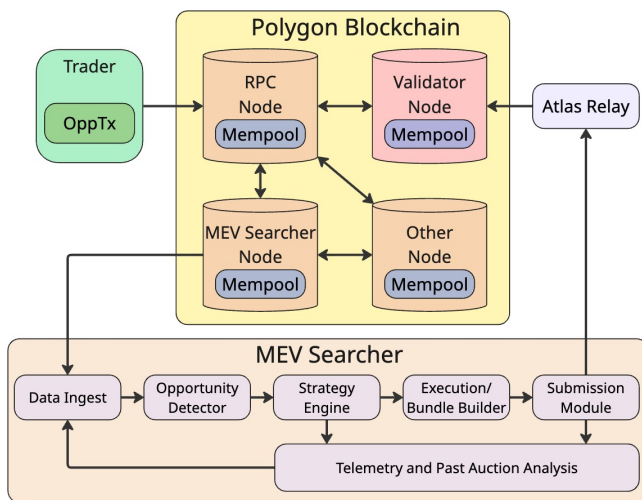 Polygon Blockchain
Trader
OppTx
RPC
Node
Mempool
Validator
Node
Mempool
Atlas Relay
MEV Searcher
Node
Mempool
Other
Node
Mempool
MEV Searcher
Data Ingest
Opportunity
Detector
Strategy
Engine
Execution/
Bundle Builder
Submission
Module
Telemetry and Past Auction Analysis